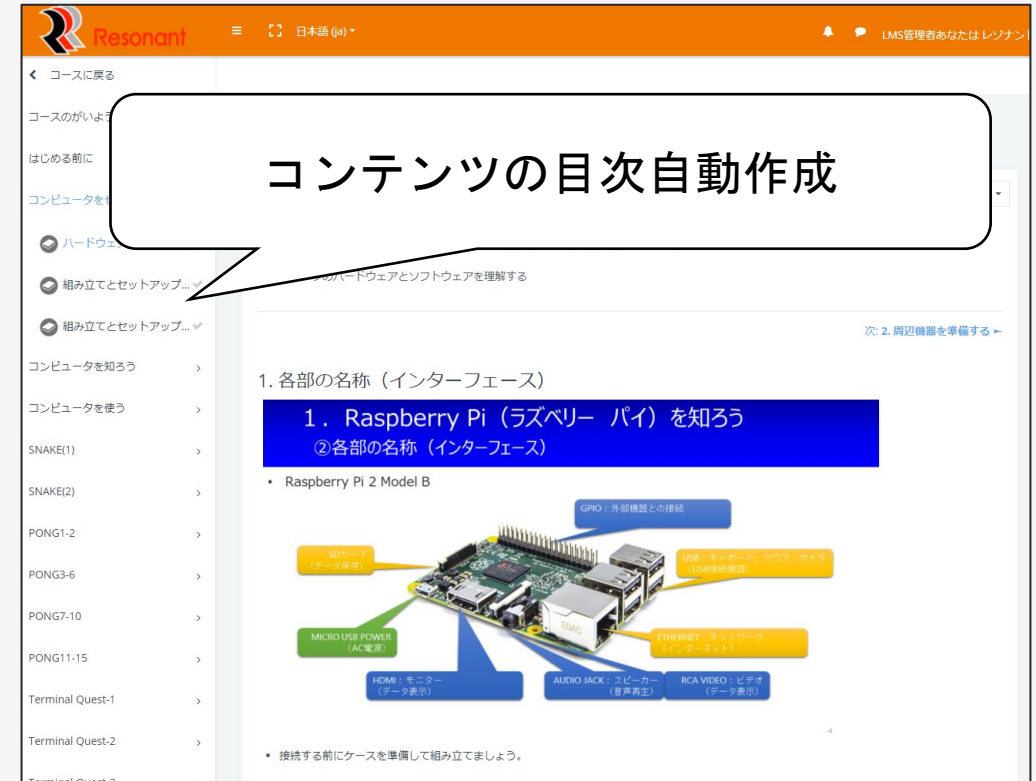 Resonant
日本語 (ja)
LMS管理者あなたは レゾナント
コースに戻る
コースのがいよう
はじめる前に
コンピュータを
コンテンツの目次自動作成
ハードウェ
組み立てとセットアップ...
組み立てとセットアップ...
コンピュータを知ろう
コンピュータを使う
SNAKE(1)
SNAKE(2)
PONG1-2
PONG3-6
PONG7-10
PONG11-15
Terminal Quest-1
Terminal Quest-2
のハードウェアとソフトウェアを理解する
次: 2. 周辺機器を準備する
1. 各部の名称（インターフェース）
1．Raspberry Pi（ラズベリー パイ）を知ろう
②各部の名称（インターフェース）
• Raspberry Pi 2 Model B
GPIO：外部機器との接続
SDカード
（データ保存）
USB：キーボード、マウス、カメラ
（USB接続機器）
EDAC
MICRO USB POWER
（AC電源）
ETHERNET：ネットワーク
（インターネット）
HDMI：モニター
（データ表示）
AUDIO JACK：スピーカー
（音声再生）
RCA VIDEO：ビデオ
（データ表示）
4
• 接続する前にケースを準備して組み立てましょう。